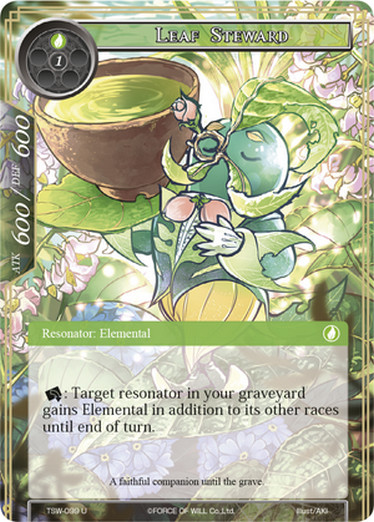 Leaf Steward
1
ATK 600 / DEF 600
Resonator: Elemental
: Target resonator in your graveyard
gains Elemental in addition to its other races
until end of turn.
A faithful companion until the grave.
TSW-099 U ©FORCE OF WILL Co.,Ltd. Illust/AKI